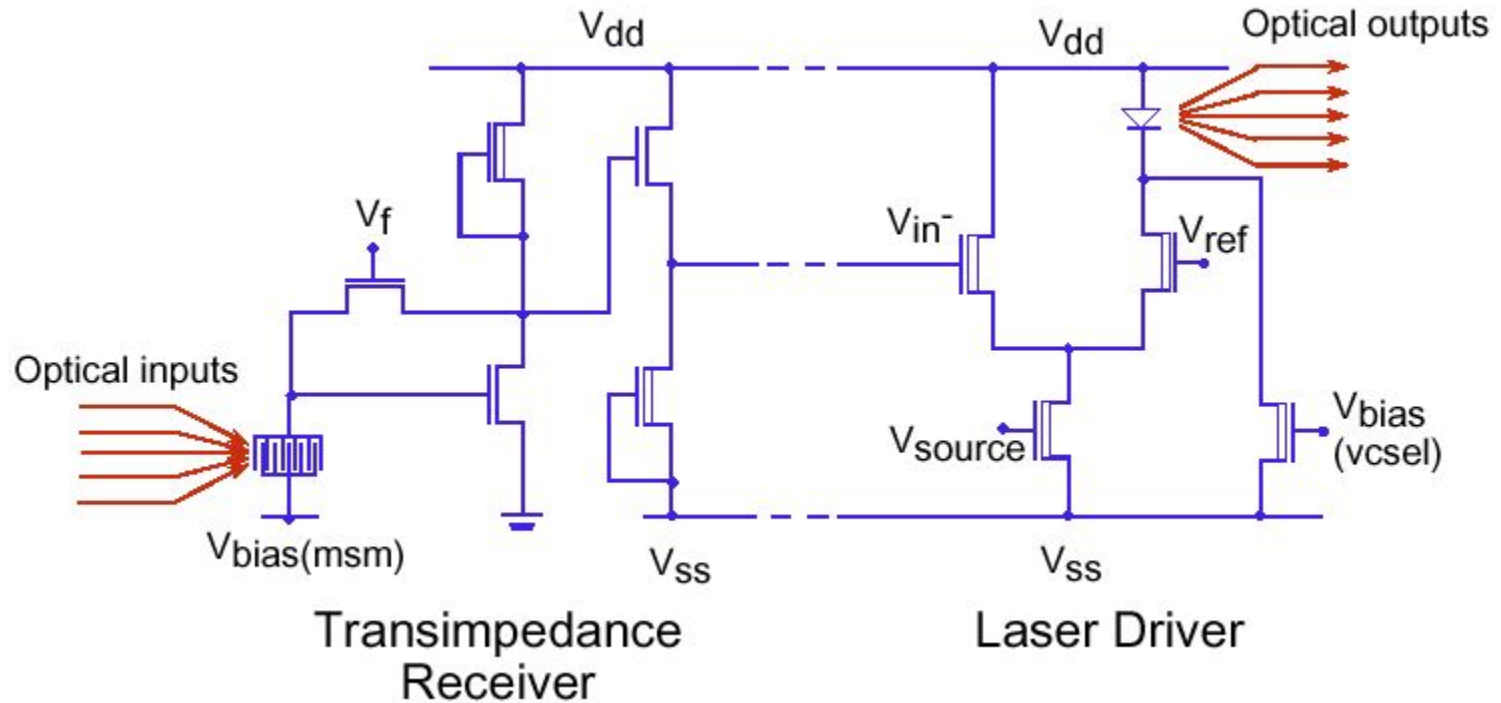 Vdd
Vdd
Optical outputs
Vf
Vin-
Vref
Optical inputs
Vsource
Vbias
(vcsel)
Vbias(msm)
Vss
Vss
Transimpedance
Receiver
Laser Driver